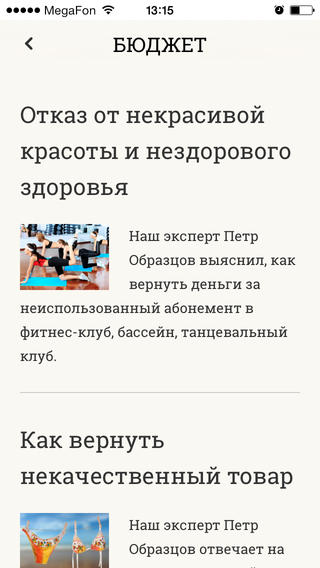 MegaFon 13:15
БЮДЖЕТ
Отказ от некрасивой
красоты и нездорового
здоровья
Наш эксперт Петр
Образцов выяснил, как
вернуть деньги за
неиспользованный абонемент в
фитнес-клуб, бассейн, танцевальный
клуб.
Как вернуть
некачественный товар
Наш эксперт Петр
Образцов отвечает на